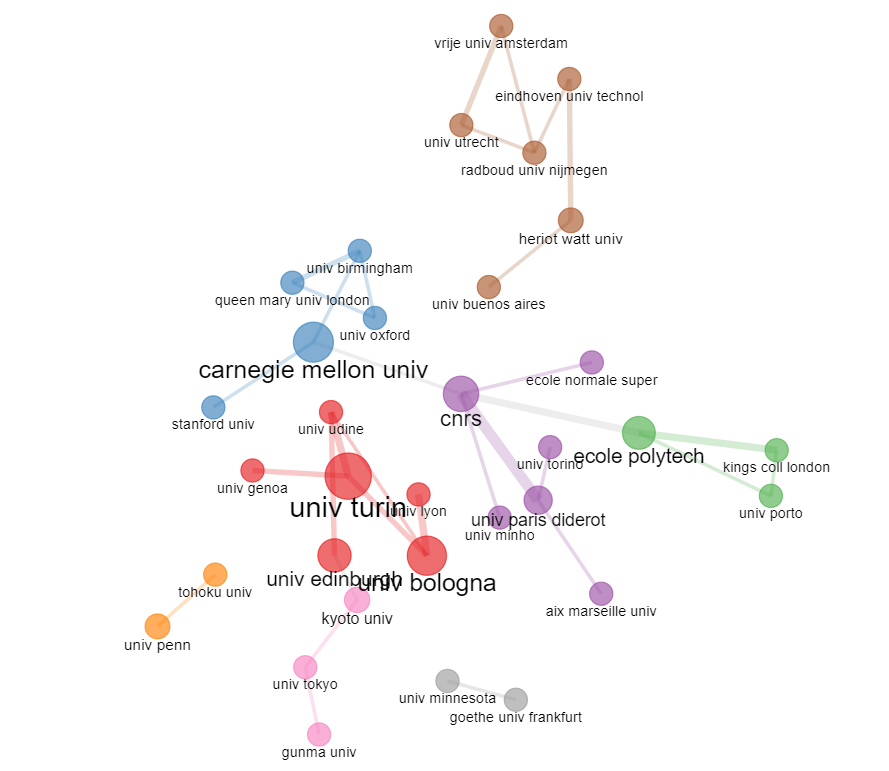 vrije univ amsterdam
eindhoven univ technol
univ utrecht
radboud univ nijmegen
heriot watt univ
univ birmingham
queen mary univ london
univ buenos aires
univ oxford
carnegie mellon univ
ecole normale super
stanford univ
cnrs
univ udine
ecole polytech
univ torino
kings coll london
univ genoa
univ turin
univ lyon
univ porto
univ paris diderot
univ minho
univ edinburgh
univ bologna
tohoku univ
aix marseille univ
kyoto univ
univ penn
univ tokyo
univ minnesota
goethe univ frankfurt
gunma univ